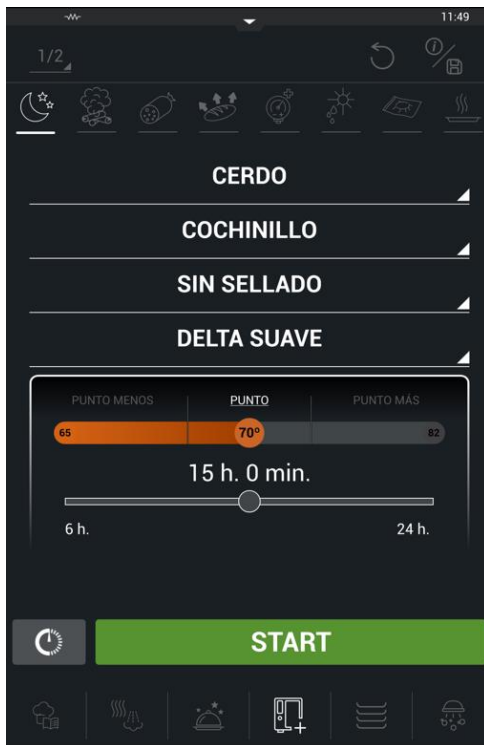 11:49
1/2
CERDO
COCHINILLO
SIN SELLADO
DELTA SUAVE
PUNTO MENOS PUNTO PUNTO MÁS
65 70° 82
15 h. 0 min.
6 h. 24 h.
START